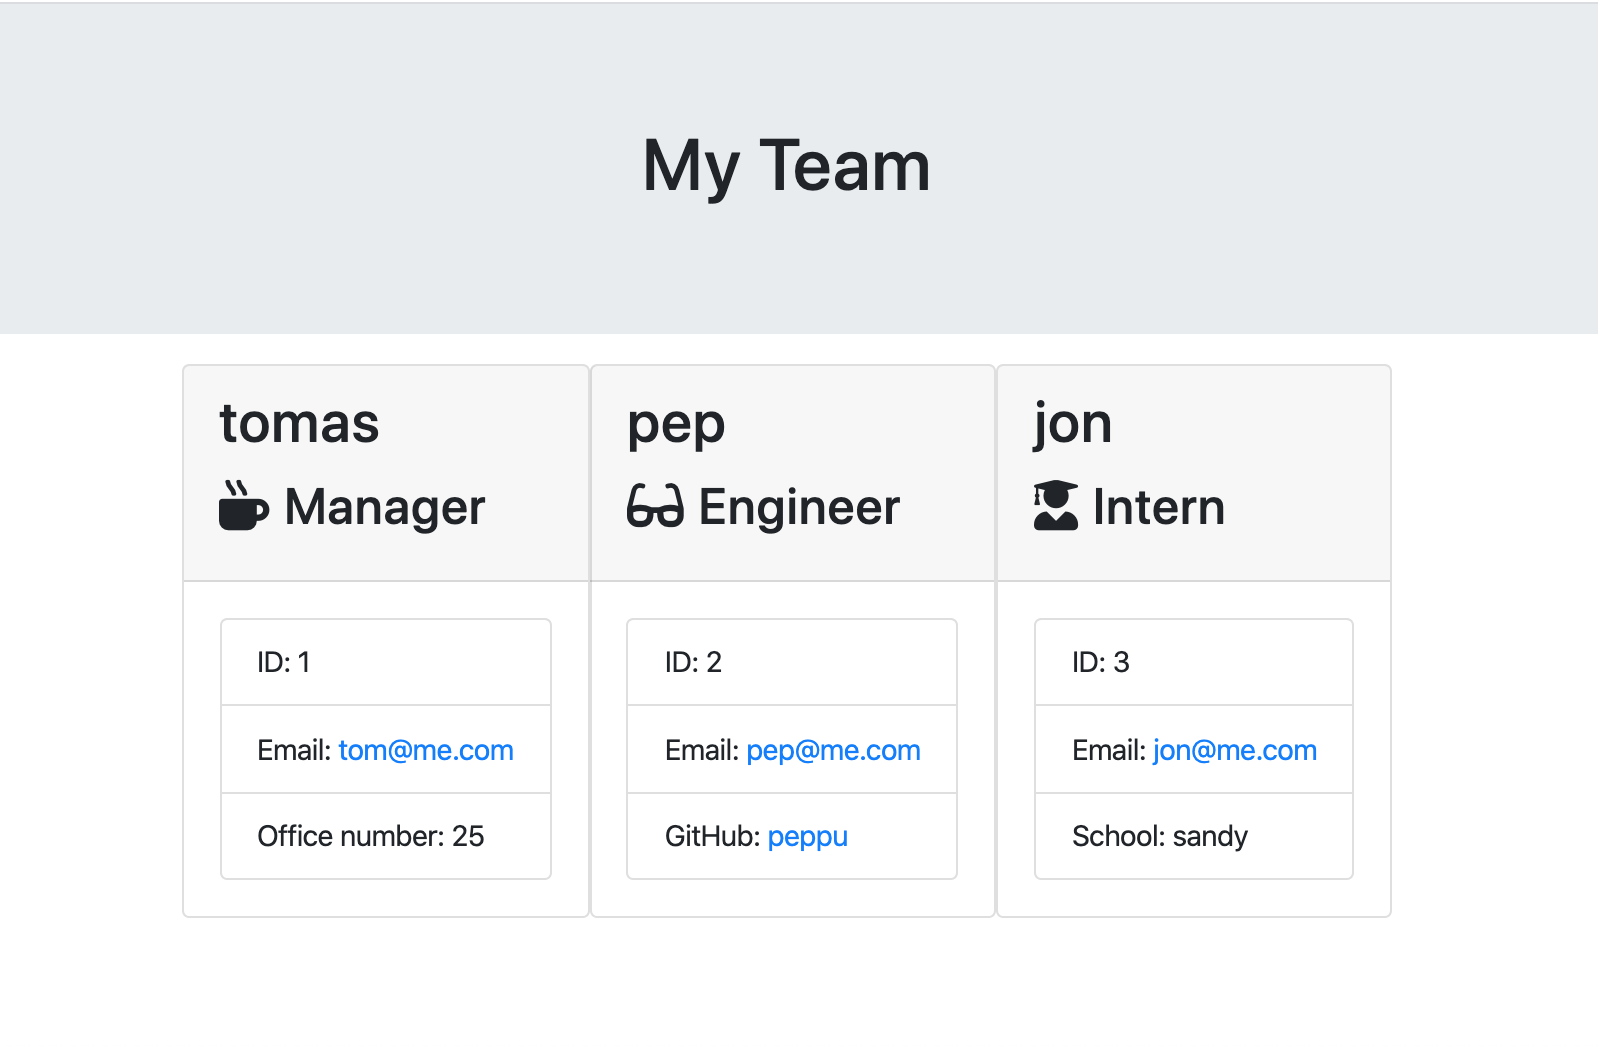 My Team
tomas
Manager
ID: 1
Email: tom@me.com
Office number: 25
pep
Engineer
ID: 2
Email: pep@me.com
GitHub: peppu
jon
Intern
ID: 3
Email: jon@me.com
School: sandy